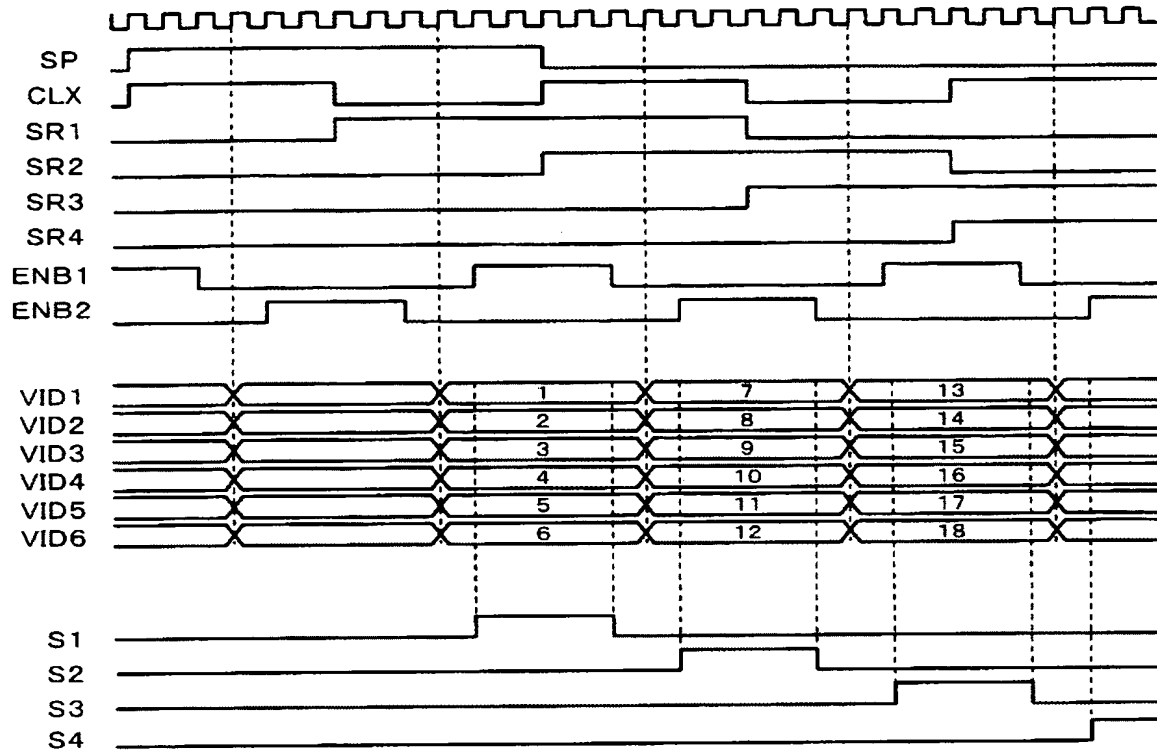 SP
CLX
SR1
SR2
SR3
SR4
ENB1
ENB2
VID1 1 7 13
VID2 2 8 14
VID3 3 9 15
VID4 4 10 16
VID5 5 11 17
VID6 6 12 18
S1
S2
S3
S4